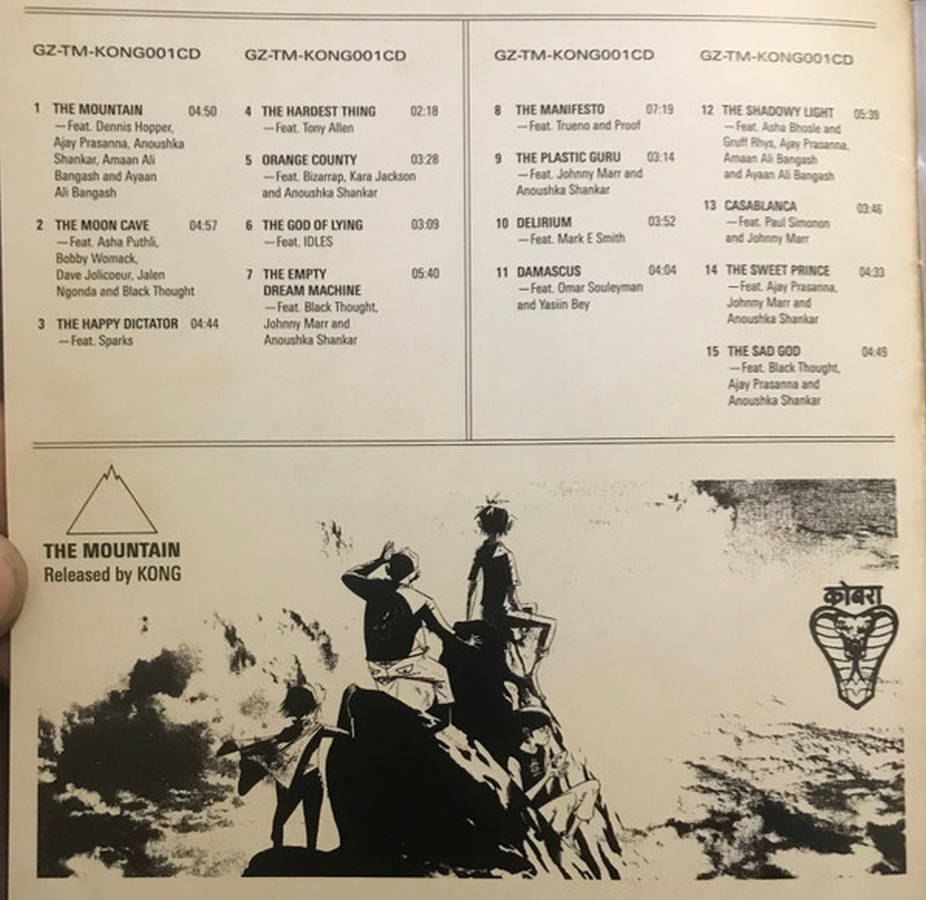 GZ-TM-KONG001CD
1 THE MOUNTAIN 04:50
—Feat. Dennis Hopper,
Ajay Prasanna, Anoushka
Shankar, Amaan Ali
Bangash and Ayaan
Ali Bangash
2 THE MOON CAVE 04:57
—Feat. Asha Puthli,
Bobby Womack,
Dave Jolicoeur, Jalen
Ngonda and Black Thought
3 THE HAPPY DICTATOR 04:44
—Feat. Sparks
GZ-TM-KONG001CD
4 THE HARDEST THING 02:18
—Feat. Tony Allen
5 ORANGE COUNTY 03:28
—Feat. Bizarrap, Kara Jackson
and Anoushka Shankar
6 THE GOD OF LYING 03:09
—Feat. IDLES
7 THE EMPTY 05:40
DREAM MACHINE
—Feat. Black Thought,
Johnny Marr and
Anoushka Shankar
GZ-TM-KONG001CD
8 THE MANIFESTO 07:19
—Feat. Trueno and Proof
9 THE PLASTIC GURU 03:14
—Feat. Johnny Marr and
Anoushka Shankar
10 DELIRIUM 03:52
—Feat. Mark E Smith
11 DAMASCUS 04:04
—Feat. Omar Souleyman
and Yasiin Bey
GZ-TM-KONG001CD
12 THE SHADOWY LIGHT 05:39
—Feat. Asha Bhosle and
Gruff Rhys, Ajay Prasanna,
Amaan Ali Bangash
and Ayaan Ali Bangash
13 CASABLANCA 03:46
—Feat. Paul Simonon
and Johnny Marr
14 THE SWEET PRINCE 04:33
—Feat. Ajay Prasanna,
Johnny Marr and
Anoushka Shankar
15 THE SAD GOD 04:49
—Feat. Black Thought,
Ajay Prasanna and
Anoushka Shankar
THE MOUNTAIN
Released by KONG
कोबरा